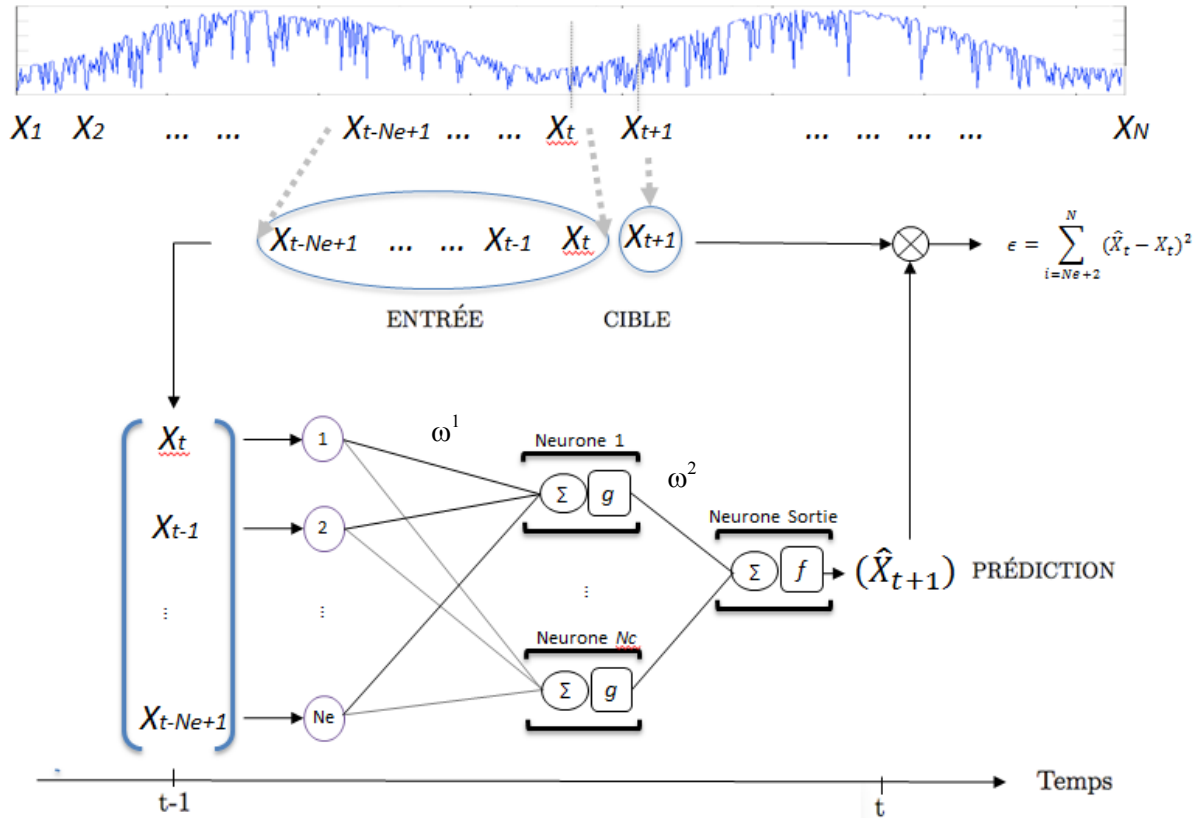 X1 X2 ... ... Xt-Ne+1 ... ... Xt Xt+1 ... ... ... ... XN
Xt-Ne+1 ... ... Xt-1 Xt Xt+1
ϵ = ∑ i=Ne+2 N (X̂t − Xt)²
ENTRÉE CIBLE
Xt
Xt-1
⋮
Xt-Ne+1
1
2
⋮
Ne
ω¹
Neurone 1
Σ g
⋮
Neurone Nc
Σ g
ω²
Neurone Sortie
Σ f
(X̂t+1) PRÉDICTION
Temps
t-1 t